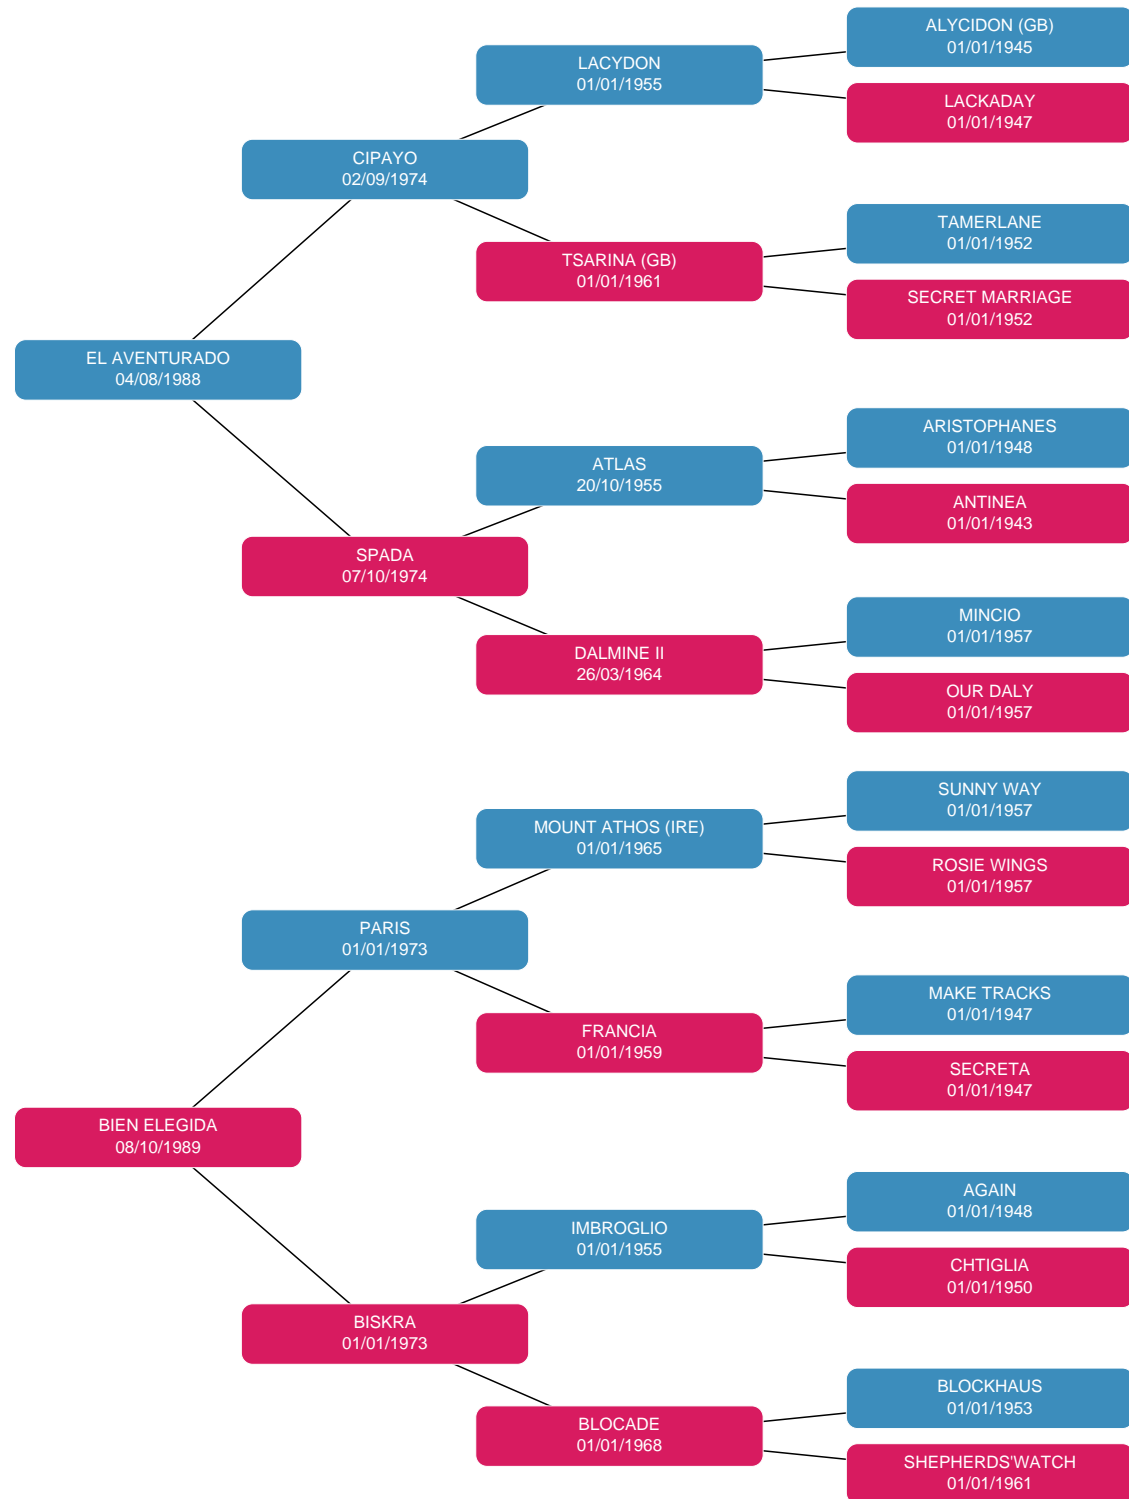 ALYCIDON (GB)
01/01/1945
LACYDON
01/01/1955
LACKADAY
01/01/1947
CIPAYO
02/09/1974
TAMERLANE
01/01/1952
TSARINA (GB)
01/01/1961
SECRET MARRIAGE
01/01/1952
EL AVENTURADO
04/08/1988
ARISTOPHANES
01/01/1948
ATLAS
20/10/1955
ANTINEA
01/01/1943
SPADA
07/10/1974
MINCIO
01/01/1957
DALMINE II
26/03/1964
OUR DALY
01/01/1957
SUNNY WAY
01/01/1957
MOUNT ATHOS (IRE)
01/01/1965
ROSIE WINGS
01/01/1957
PARIS
01/01/1973
MAKE TRACKS
01/01/1947
FRANCIA
01/01/1959
SECRETA
01/01/1947
BIEN ELEGIDA
08/10/1989
AGAIN
01/01/1948
IMBROGLIO
01/01/1955
CHTIGLIA
01/01/1950
BISKRA
01/01/1973
BLOCKHAUS
01/01/1953
BLOCADE
01/01/1968
SHEPHERDS'WATCH
01/01/1961